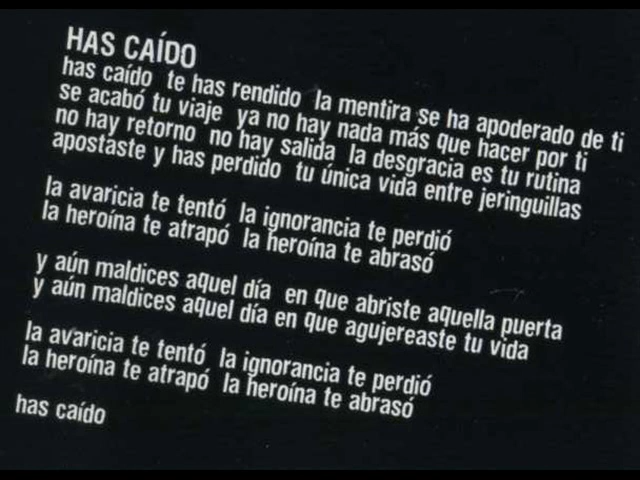 HAS CAÍDO
has caído te has rendido la mentira se ha apoderado de ti
se acabó tu viaje ya no hay nada más que hacer por ti
no hay retorno no hay salida la desgracia es tu rutina
apostaste y has perdido tu única vida entre jeringuillas
la avaricia te tentó la ignorancia te perdió
la heroína te atrapó la heroína te abrasó
y aún maldices aquel día en que abriste aquella puerta
y aún maldices aquel día en que agujereaste tu vida
la avaricia te tentó la ignorancia te perdió
la heroína te atrapó la heroína te abrasó
has caído